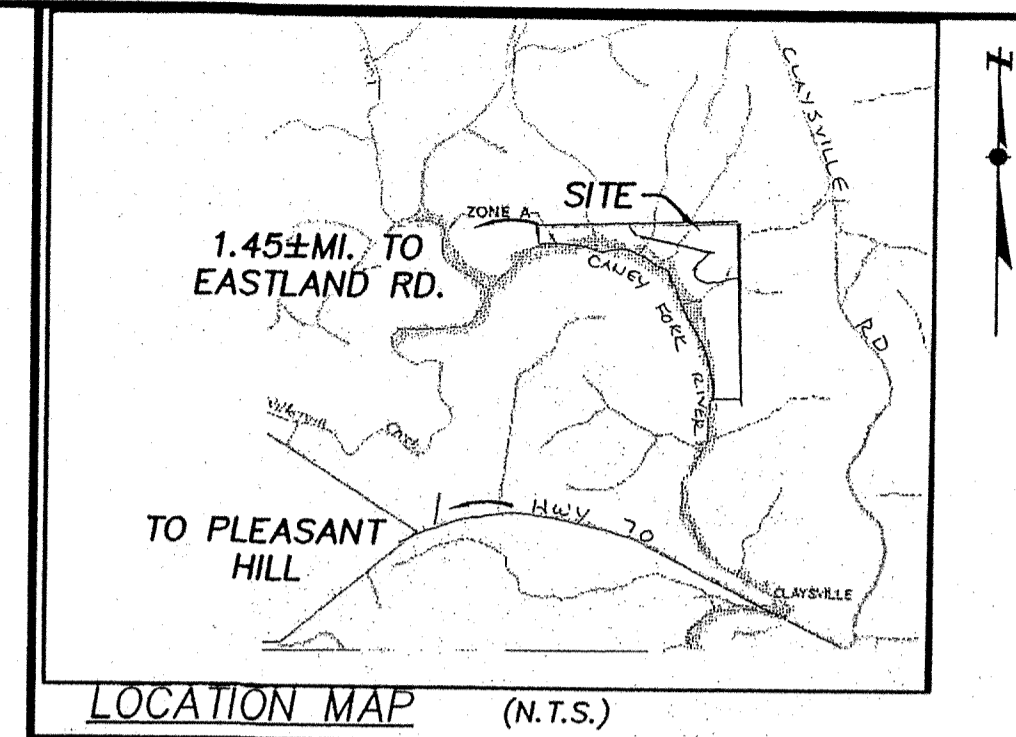 N
CLAYSVILLE
SITE
ZONE A
1.45±MI. TO
EASTLAND RD.
CANEY FORK RIVER
RD
Creek
TO PLEASANT
HILL
HWY. 70
CLAYSVILLE
LOCATION MAP
(N.T.S.)